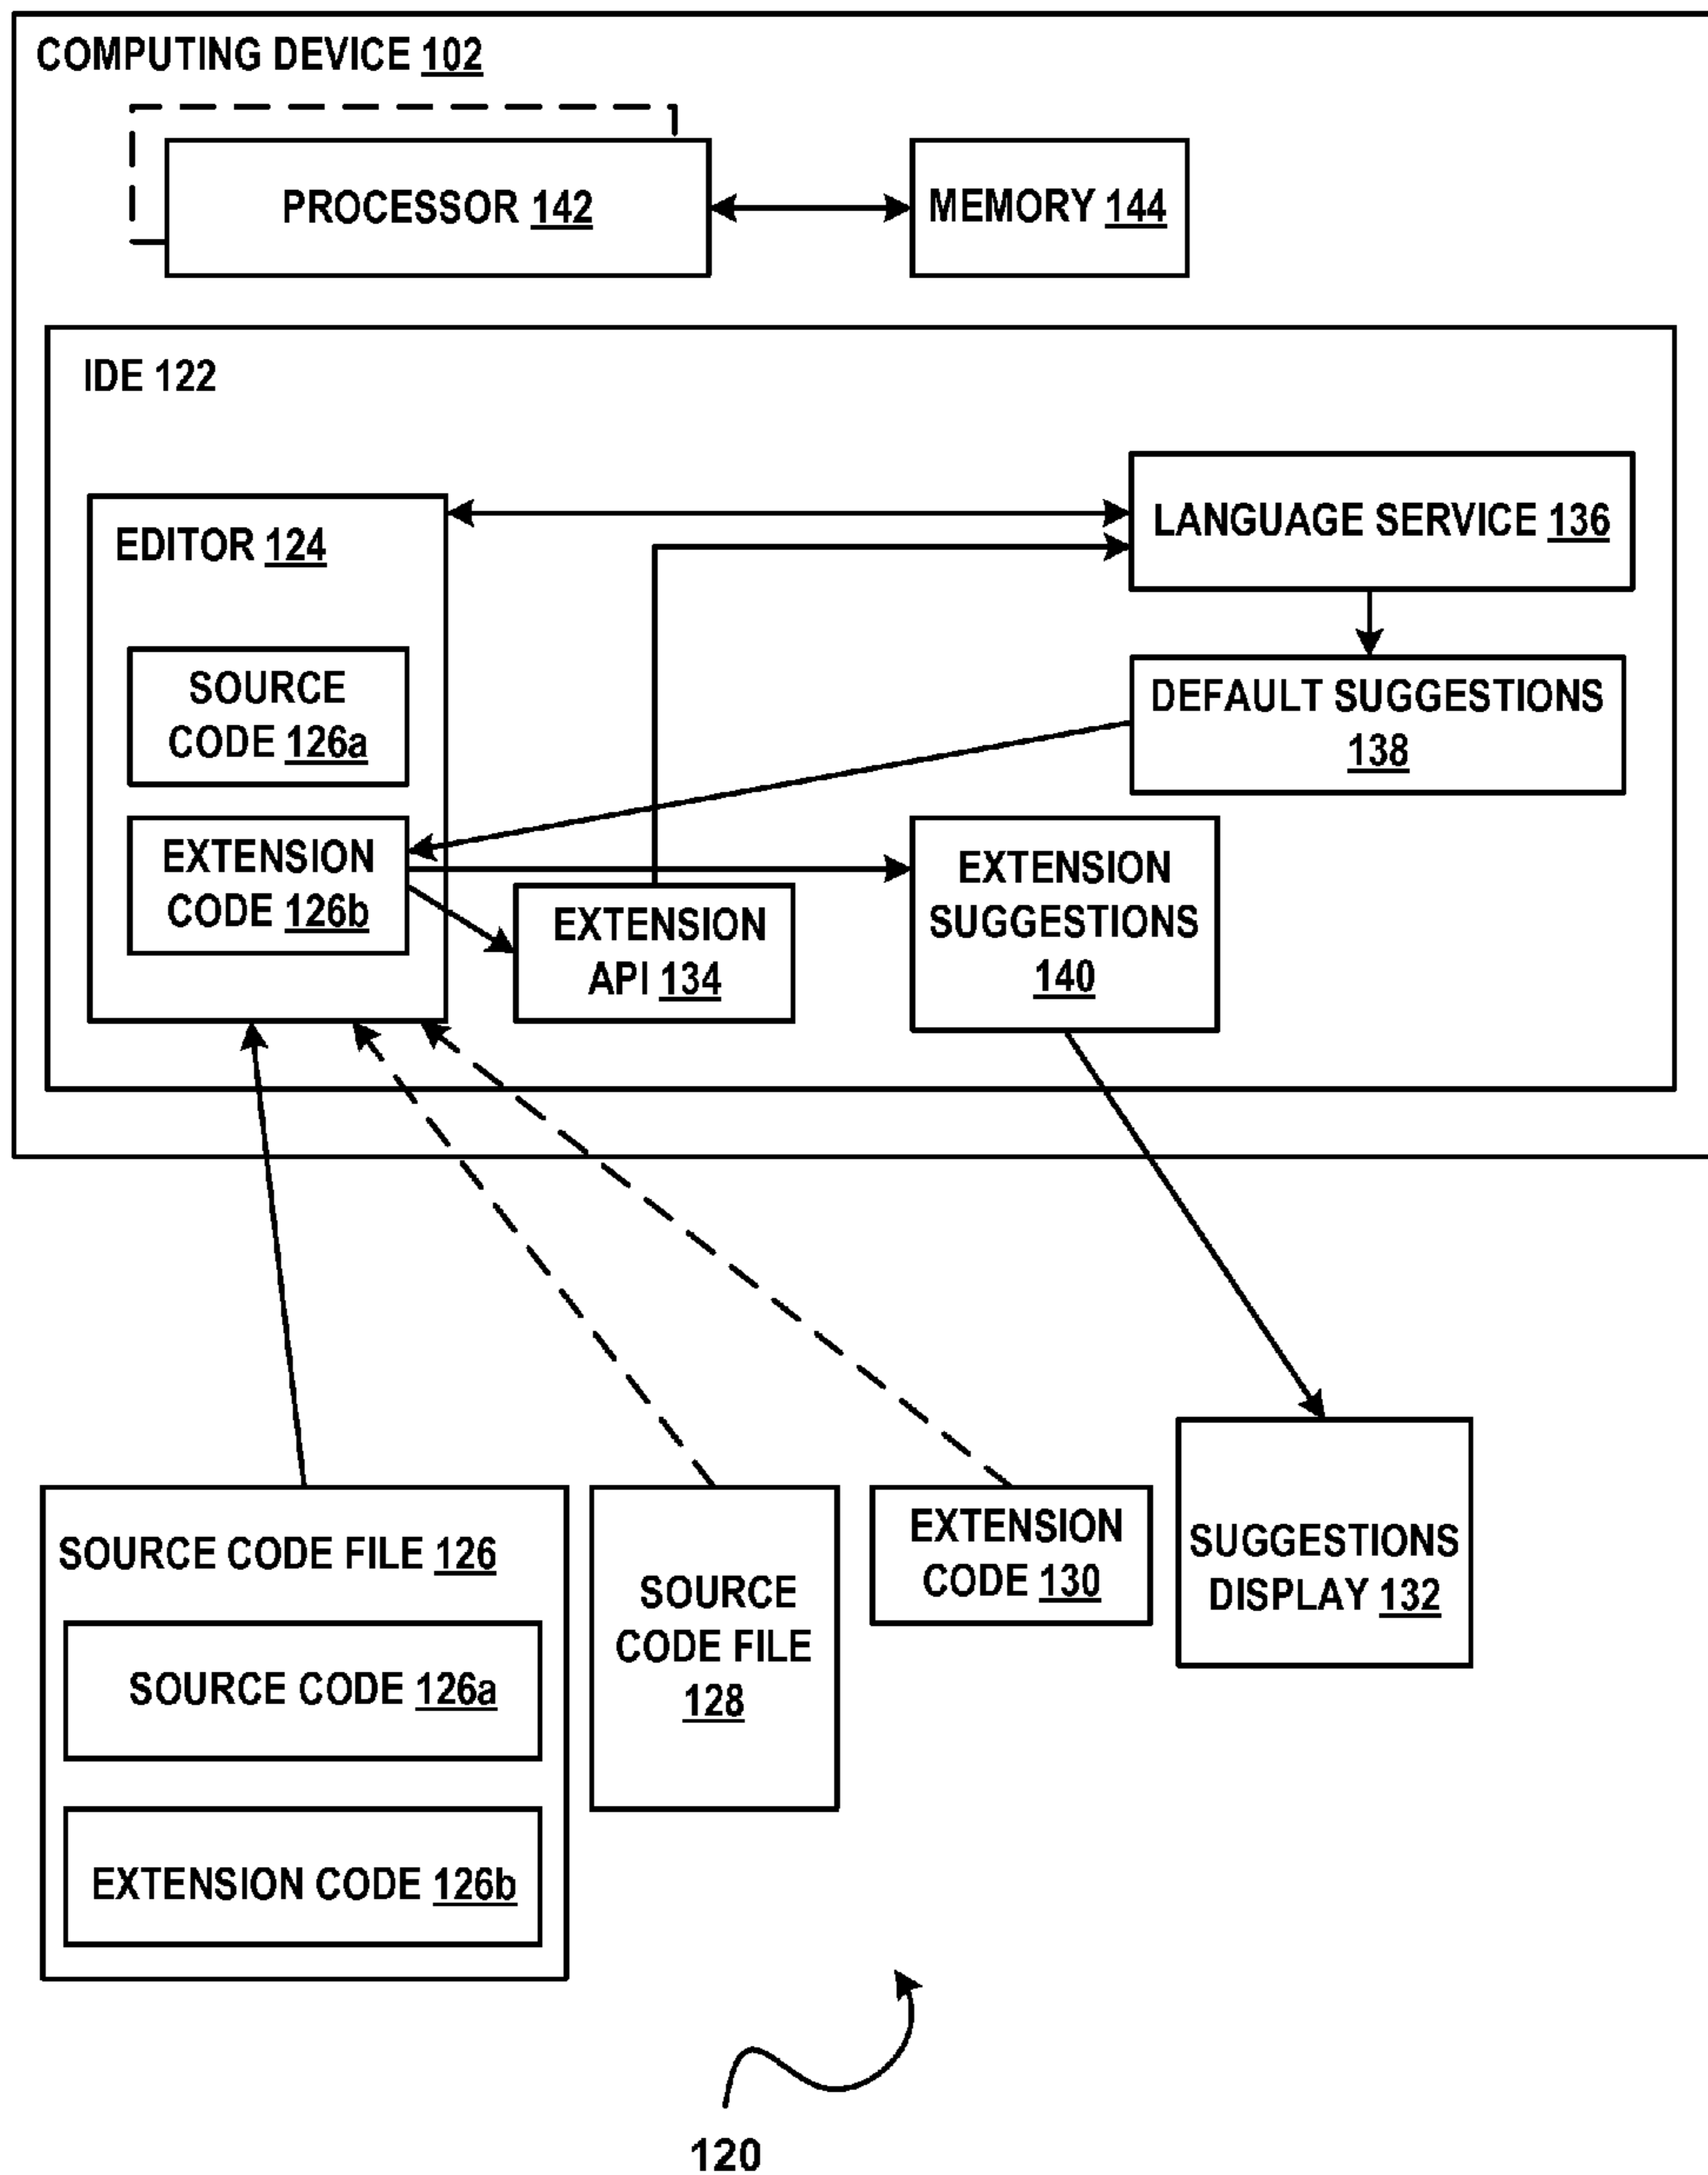 COMPUTING DEVICE 102
PROCESSOR 142
MEMORY 144
IDE 122
EDITOR 124
LANGUAGE SERVICE 136
SOURCE
CODE 126a
DEFAULT SUGGESTIONS
138
EXTENSION
CODE 126b
EXTENSION
API 134
EXTENSION
SUGGESTIONS
140
SOURCE CODE FILE 126
SOURCE CODE 126a
EXTENSION CODE 126b
SOURCE
CODE FILE
128
EXTENSION
CODE 130
SUGGESTIONS
DISPLAY 132
120